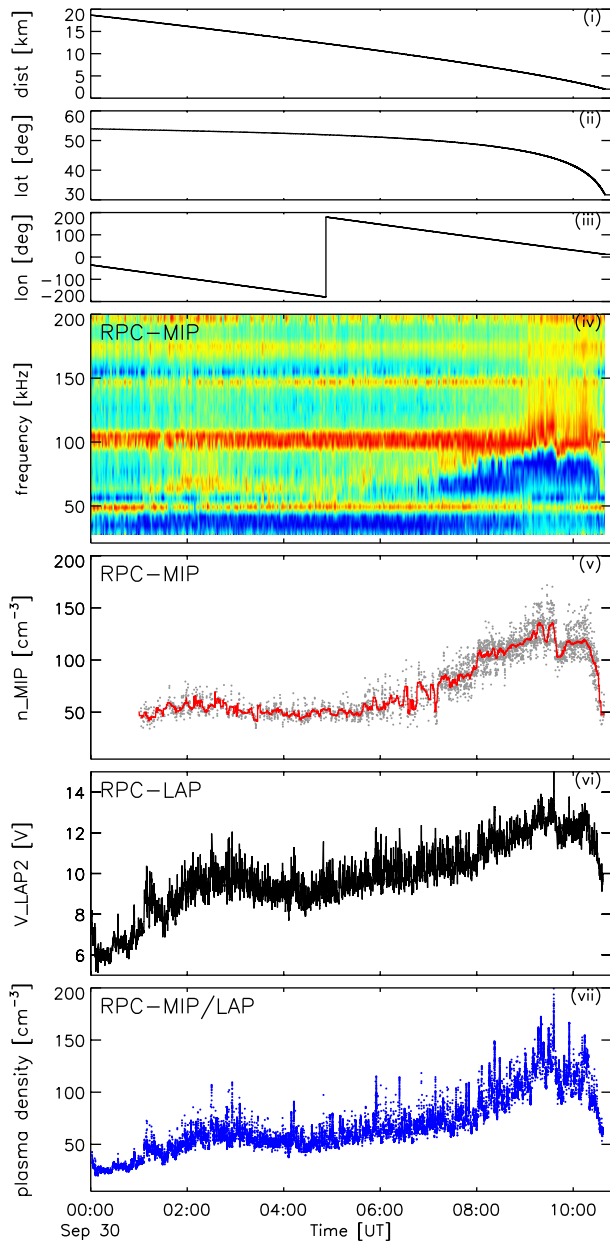 dist [km]
20
15
10
5
0
(i)
lat [deg]
60
50
40
30
(ii)
lon [deg]
200
100
0
−100
−200
(iii)
frequency [kHz]
200
150
100
50
RPC−MIP
(iv)
n_MIP [cm⁻³]
200
150
100
50
RPC−MIP
(v)
V_LAP2 [V]
14
12
10
8
6
RPC−LAP
(vi)
plasma density [cm⁻³]
200
150
100
50
RPC−MIP/LAP
(vii)
00:00 02:00 04:00 06:00 08:00 10:00
Sep 30 Time [UT]